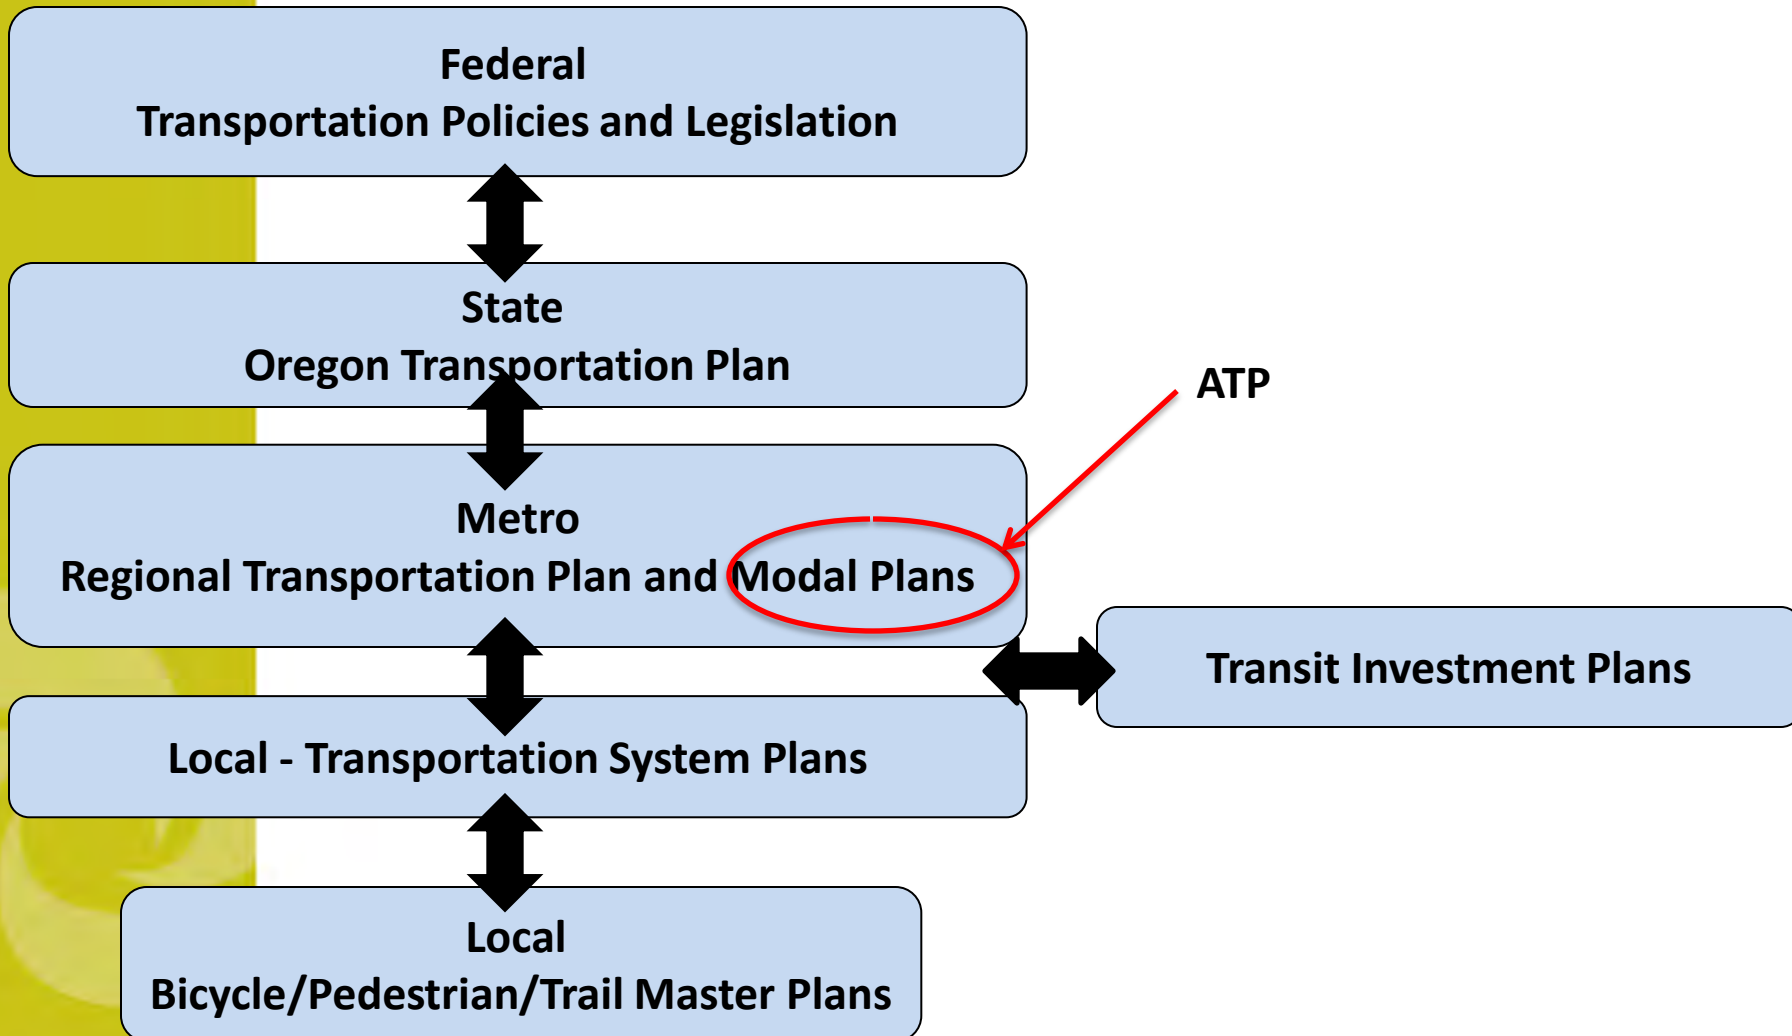 Federal
Transportation Policies and Legislation
State
Oregon Transportation Plan
ATP
Metro
Regional Transportation Plan and Modal Plans
Transit Investment Plans
Local - Transportation System Plans
Local
Bicycle/Pedestrian/Trail Master Plans